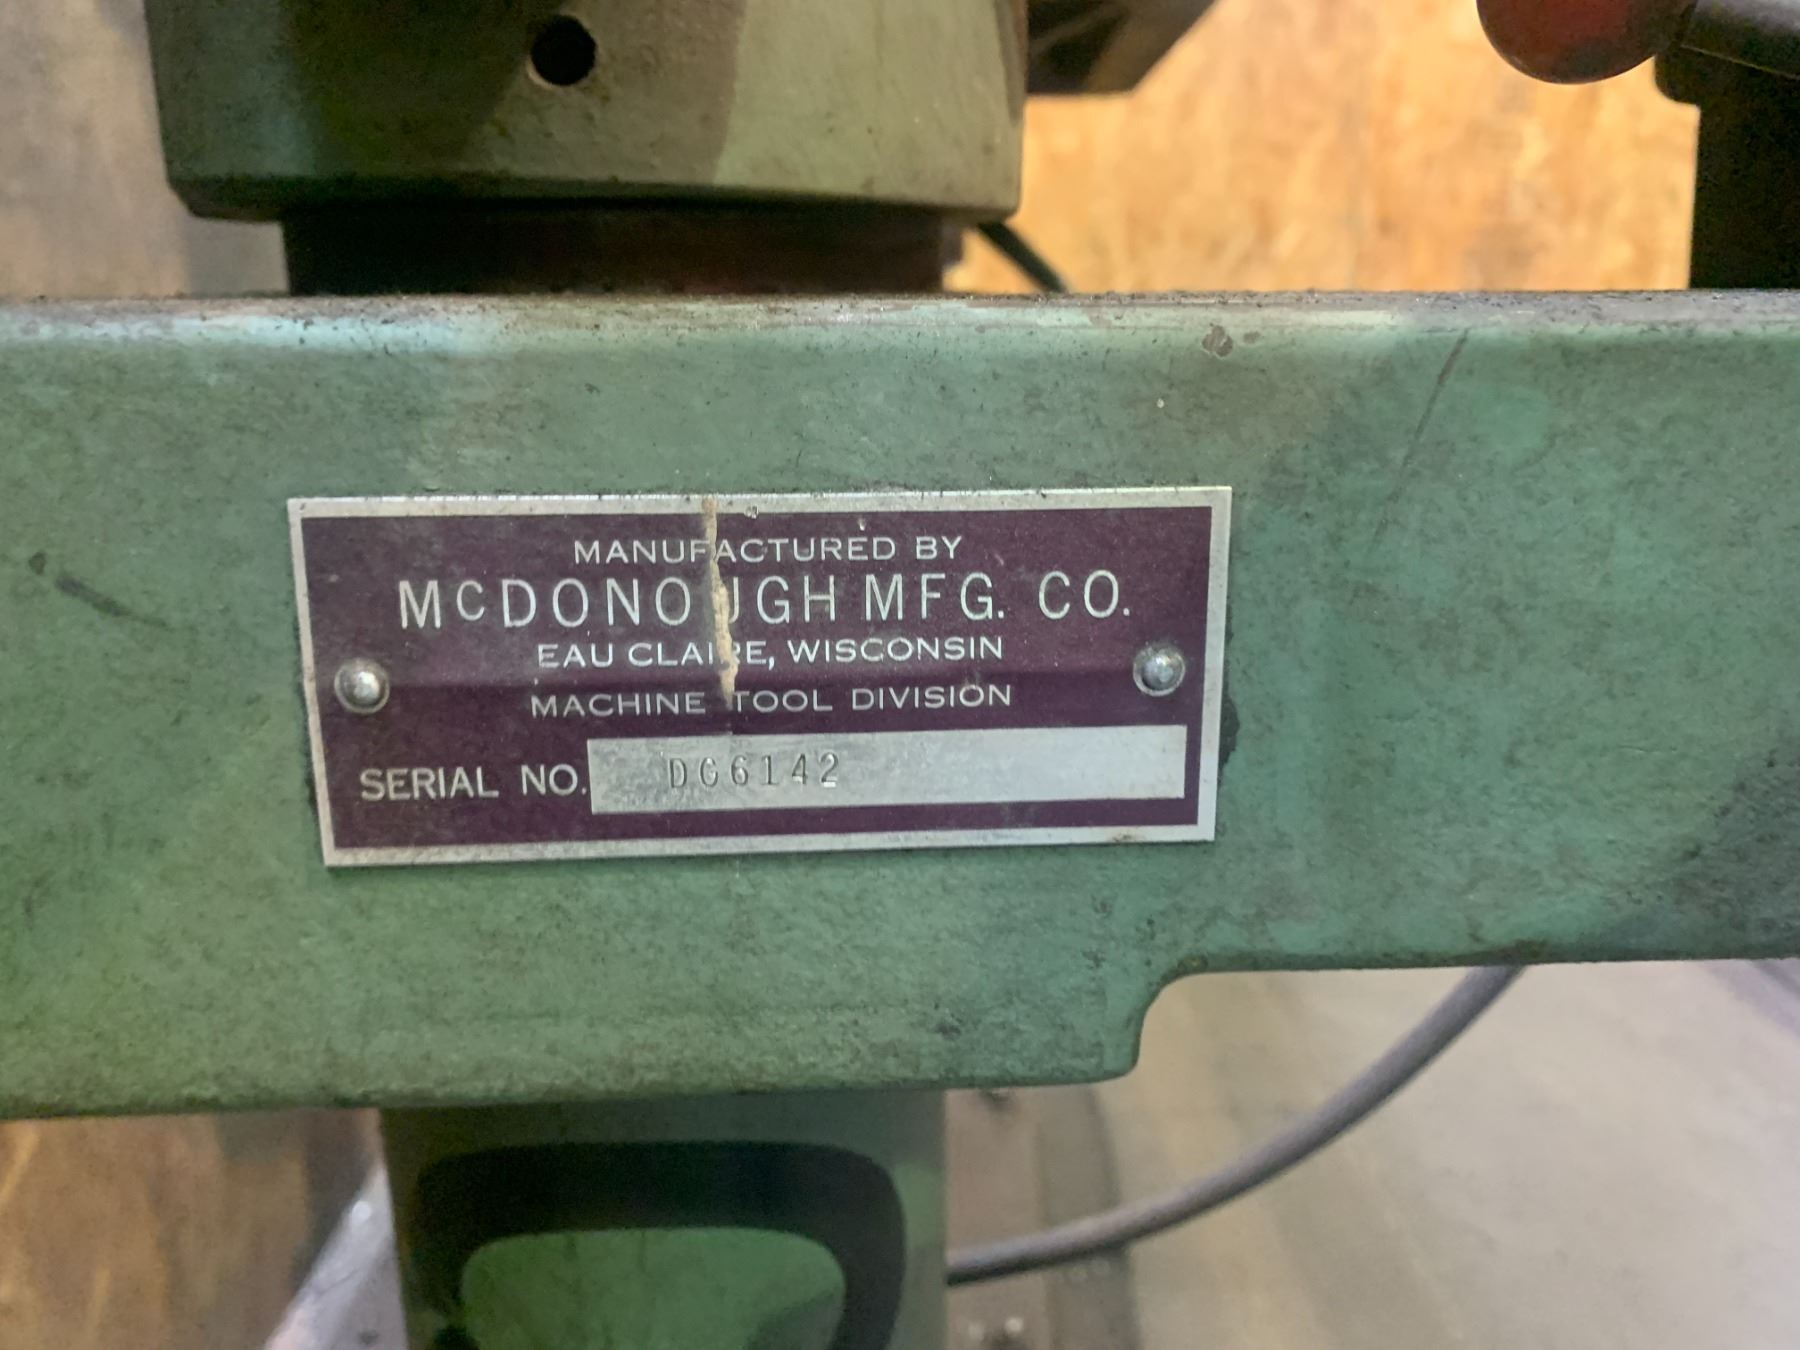 MANUFACTURED BY
McDONOUGH MFG. CO.
EAU CLAIRE, WISCONSIN
MACHINE TOOL DIVISION
SERIAL NO. DG6142